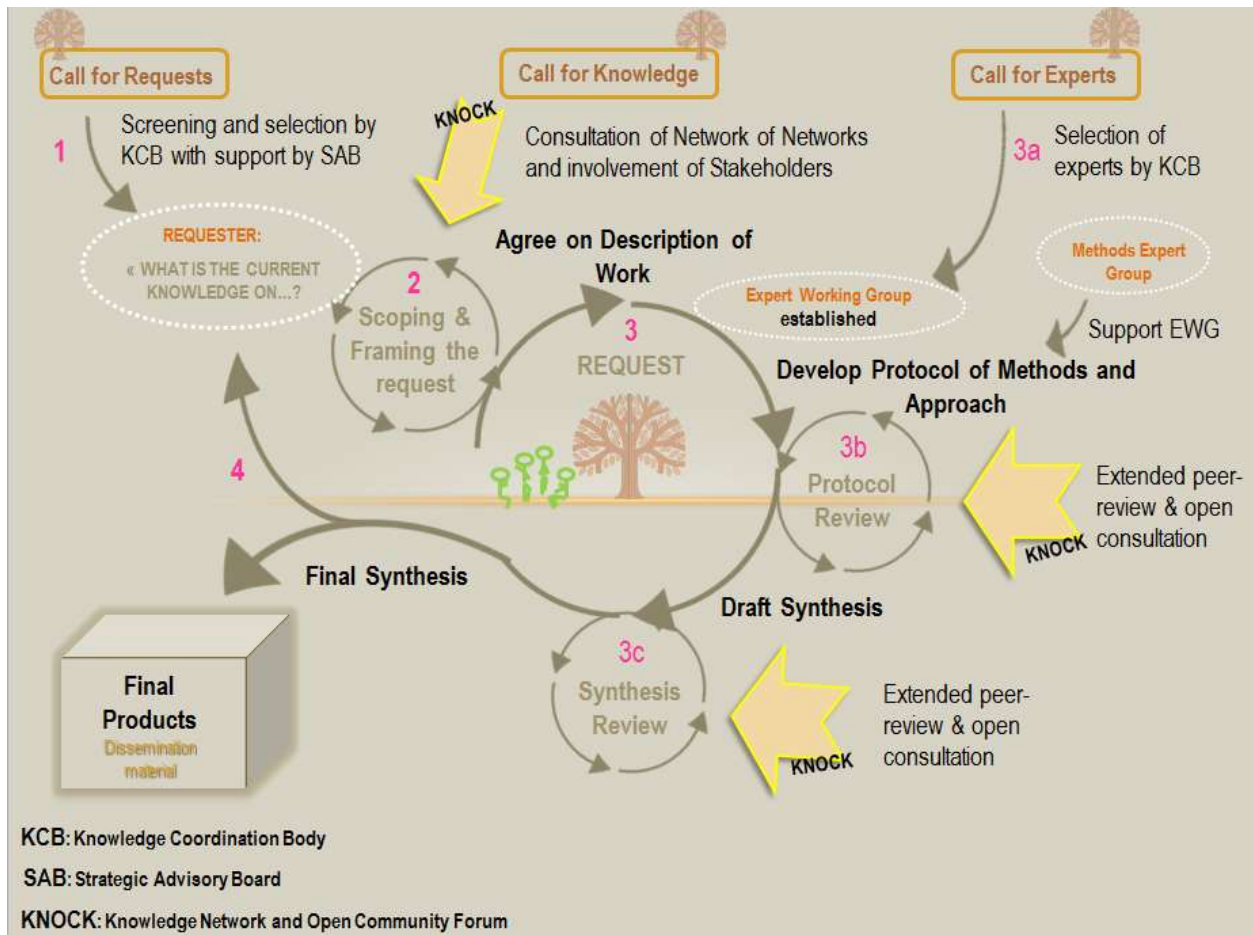 Call for Requests
Call for Knowledge
Call for Experts
1
Screening and selection by
KCB with support by SAB
KNOCK
Consultation of Network of Networks
and involvement of Stakeholders
3a
Selection of
experts by KCB
REQUESTER:
« WHAT IS THE CURRENT
KNOWLEDGE ON...?
Agree on Description of
Work
Methods Expert
Group
2
Scoping &
Framing the
request
3
REQUEST
Expert Working Group
established
Support EWG
Develop Protocol of Methods and
Approach
3b
Protocol
Review
Extended peer-
review & open
consultation
KNOCK
4
Final Synthesis
Draft Synthesis
3c
Synthesis
Review
Extended peer-
review & open
consultation
KNOCK
Final
Products
Dissemination
material
KCB: Knowledge Coordination Body
SAB: Strategic Advisory Board
KNOCK: Knowledge Network and Open Community Forum